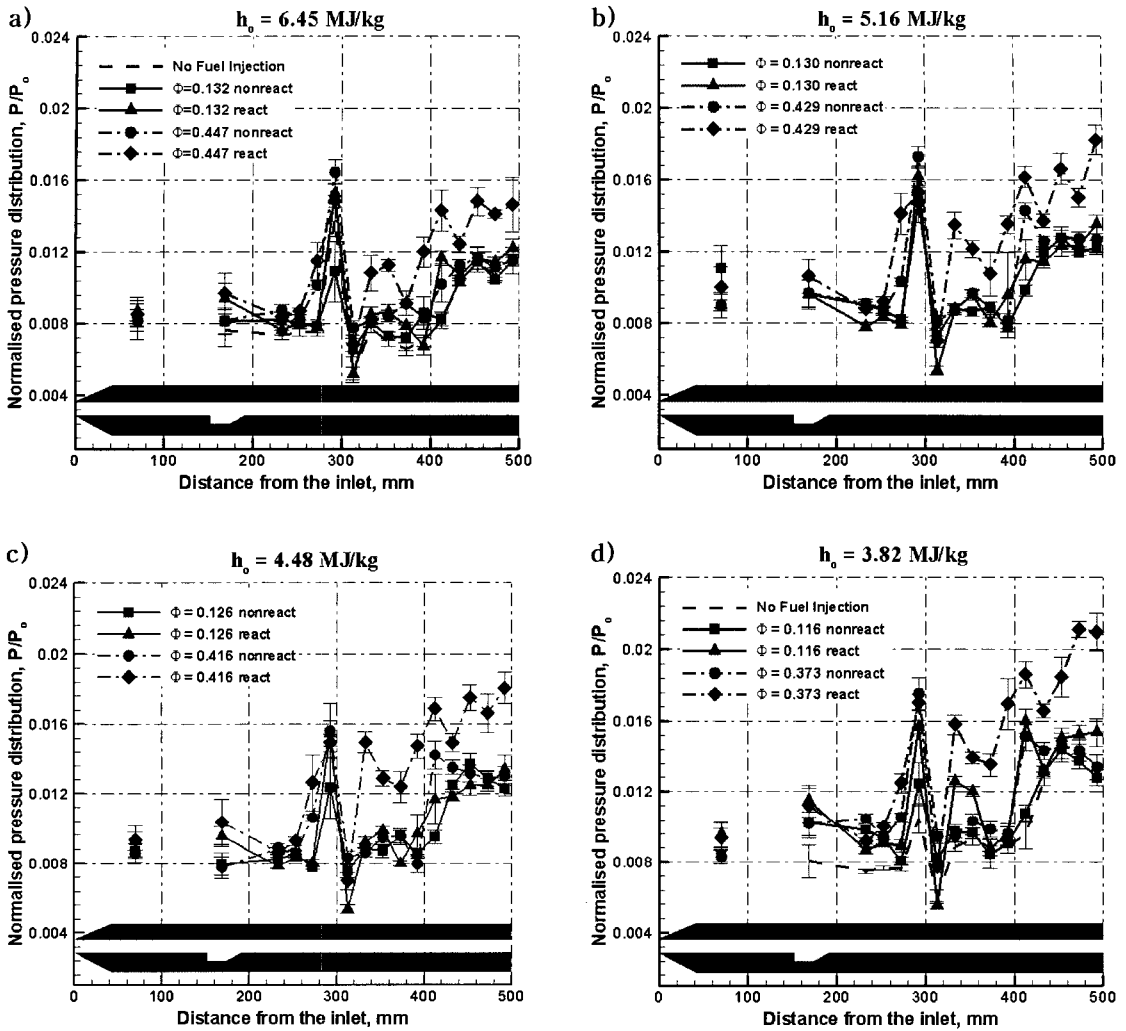 a)
h₀ = 6.45 MJ/kg
Normalised pressure distribution, P/P₀
0.024
0.02
0.016
0.012
0.008
0.004
No Fuel Injection
Φ=0.132 nonreact
Φ=0.132 react
Φ=0.447 nonreact
Φ=0.447 react
0 100 200 300 400 500
Distance from the inlet, mm
b)
h₀ = 5.16 MJ/kg
Normalised pressure distribution, P/P₀
0.024
0.02
0.016
0.012
0.008
0.004
Φ = 0.130 nonreact
Φ = 0.130 react
Φ = 0.429 nonreact
Φ = 0.429 react
0 100 200 300 400 500
Distance from the inlet, mm
c)
h₀ = 4.48 MJ/kg
Normalised pressure distribution, P/P₀
0.024
0.02
0.016
0.012
0.008
0.004
Φ = 0.126 nonreact
Φ = 0.126 react
Φ = 0.416 nonreact
Φ = 0.416 react
0 100 200 300 400 500
Distance from the inlet, mm
d)
h₀ = 3.82 MJ/kg
Normalised pressure distribution, P/P₀
0.024
0.02
0.016
0.012
0.008
0.004
No Fuel Injection
Φ = 0.116 nonreact
Φ = 0.116 react
Φ = 0.373 nonreact
Φ = 0.373 react
0 100 200 300 400 500
Distance from the inlet, mm